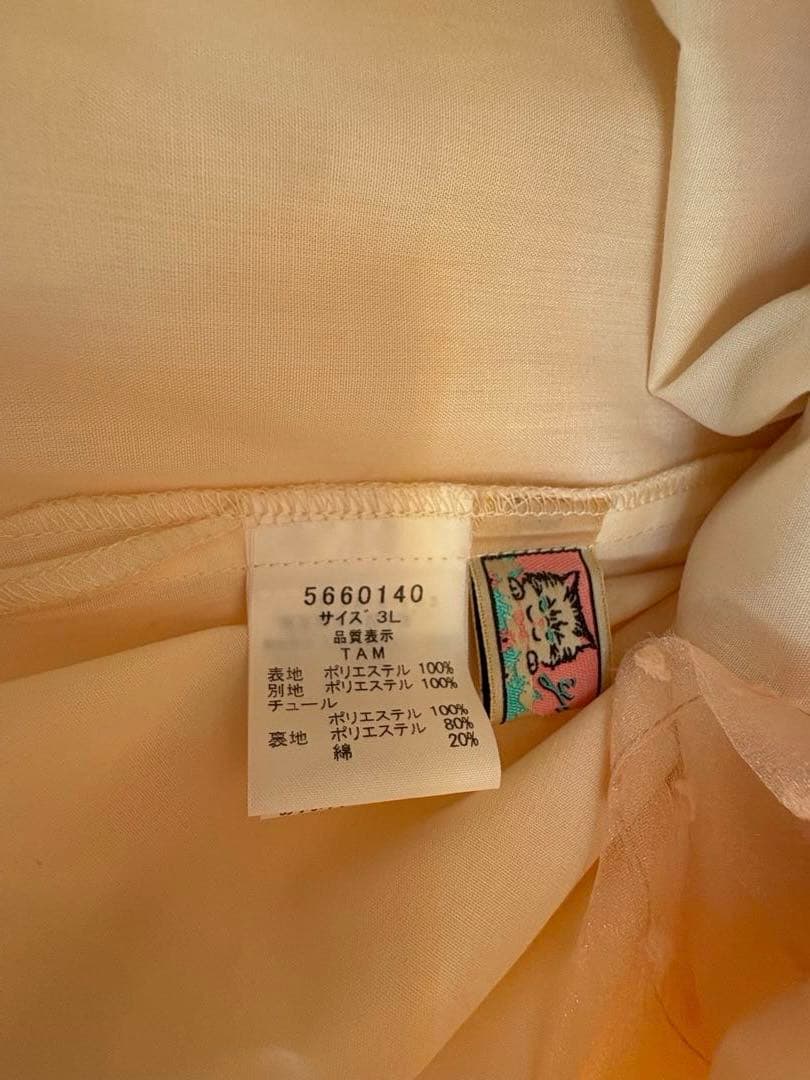 5660140
サイズ 3L
品質表示
TAM
表地 ポリエステル 100%
別地 ポリエステル 100%
チュール
ポリエステル 100%
裏地 ポリエステル 80%
綿 20%